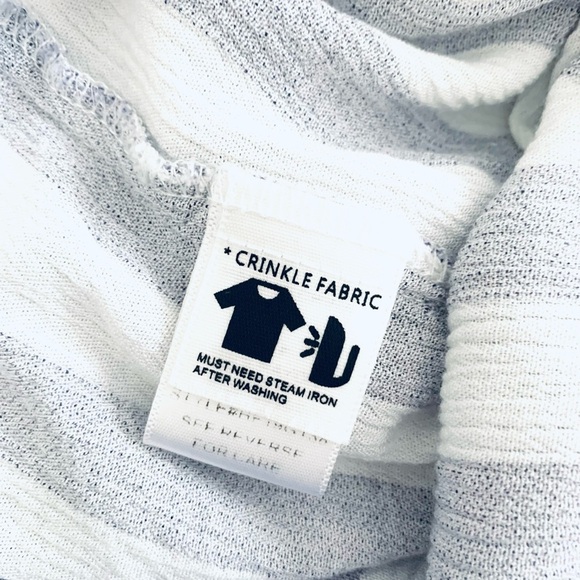 * CRINKLE FABRIC
MUST NEED STEAM IRON
AFTER WASHING
SEE REVERSE
FOR CARE